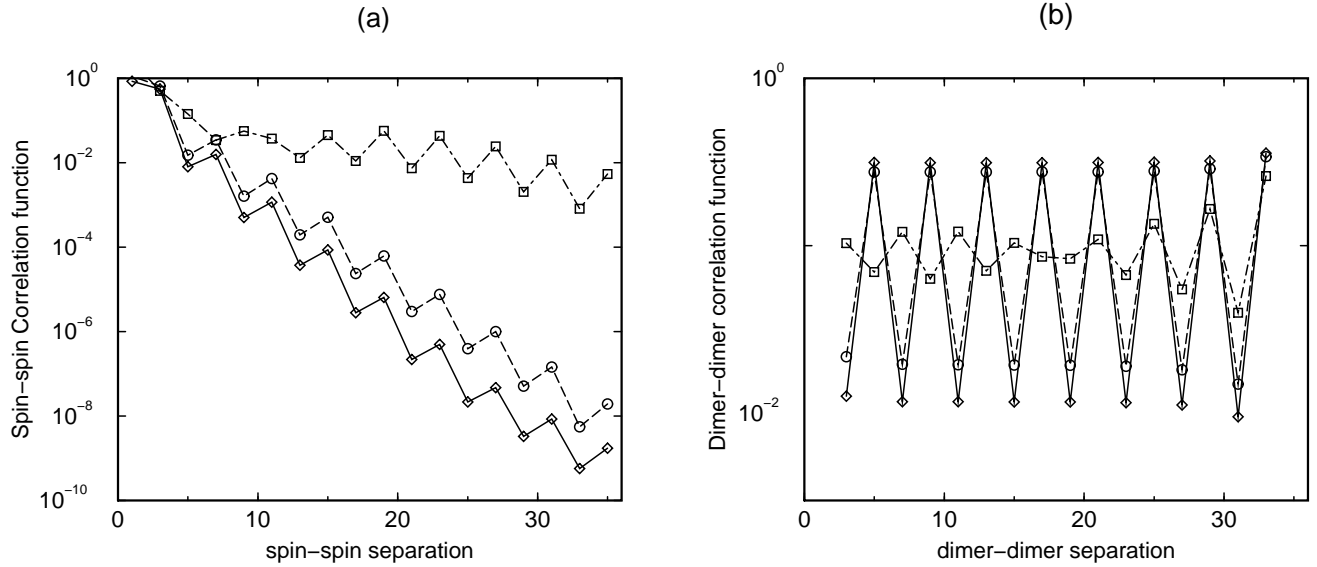 (a)
Spin−spin Correlation function
10^0
10^−2
10^−4
10^−6
10^−8
10^−10
0 10 20 30
spin−spin separation
(b)
Dimer−dimer correlation function
10^0
10^−2
0 10 20 30
dimer−dimer separation